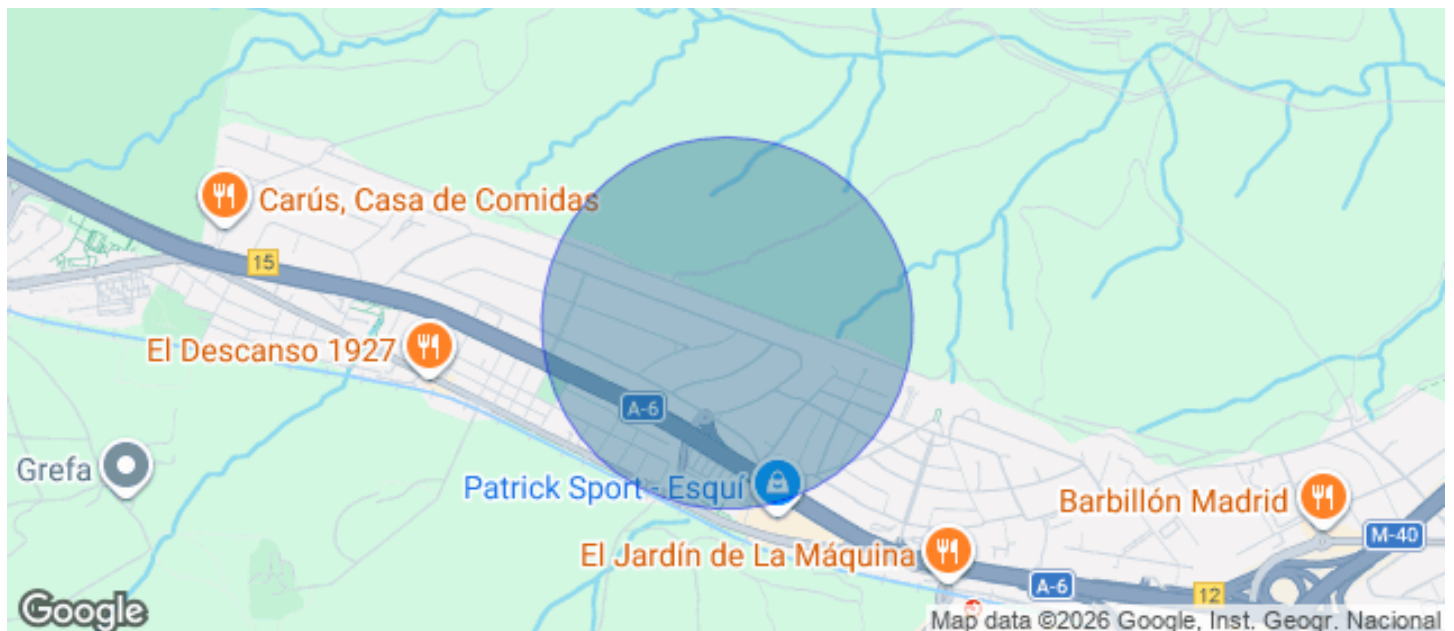 Carús, Casa de Comidas
15
El Descanso 1927
A-6
Grefa
Patrick Sport - Esquí
Barbillón Madrid
M-40
El Jardín de La Máquina
A-6
12
Google
Map data ©2026 Google, Inst. Geogr. Nacional